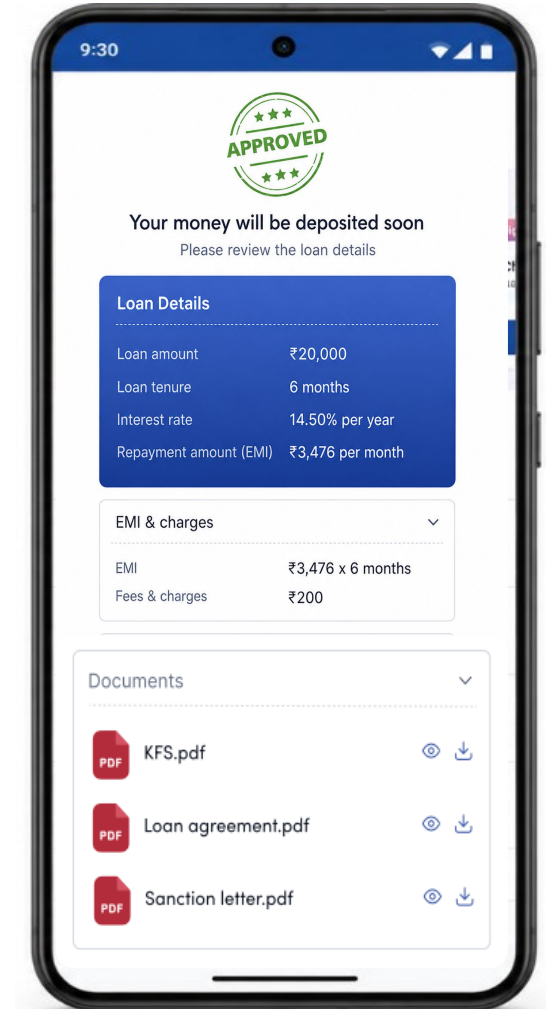 9:30
APPROVED
Your money will be deposited soon
Please review the loan details
Loan Details
Loan amount ₹20,000
Loan tenure 6 months
Interest rate 14.50% per year
Repayment amount (EMI) ₹3,476 per month
EMI & charges
EMI ₹3,476 x 6 months
Fees & charges ₹200
Documents
PDF KFS.pdf
PDF Loan agreement.pdf
PDF Sanction letter.pdf